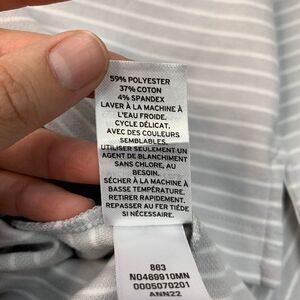 59% POLYESTER
37% COTON
4% SPANDEX
LAVER À LA MACHINE À
L'EAU FROIDE.
CYCLE DÉLICAT.
AVEC DES COULEURS
SEMBLABLES.
UTILISER SEULEMENT UN
AGENT DE BLANCHIMENT
SANS CHLORE, AU
BESOIN.
SÉCHER À LA MACHINE À
BASSE TEMPÉRATURE.
RETIRER RAPIDEMENT.
REPASSER AU FER TIÈDE
SI NÉCESSAIRE.
863
N0469910MN
0005070201
ANN22